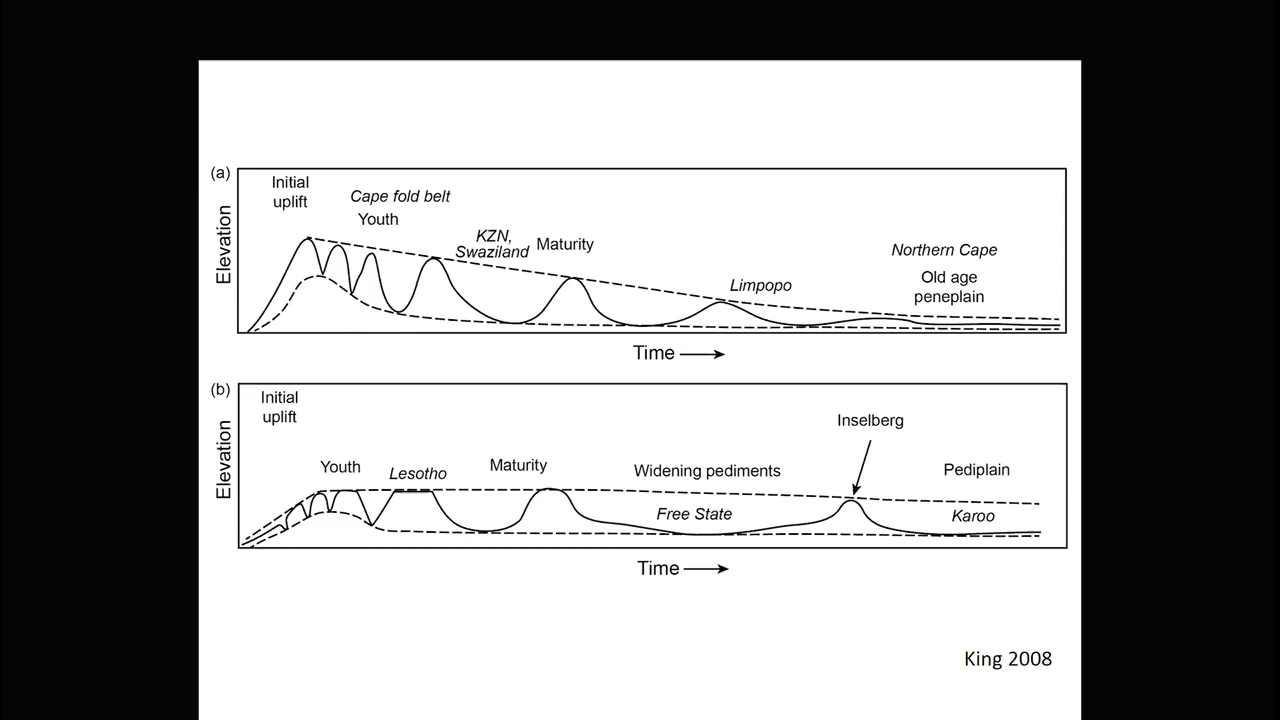 (a)
Initial
uplift
Cape fold belt
Youth
KZN,
Swaziland
Maturity
Limpopo
Northern Cape
Old age
peneplain
Elevation
Time
(b)
Initial
uplift
Youth
Lesotho
Maturity
Widening pediments
Free State
Inselberg
Pediplain
Karoo
Elevation
Time
King 2008